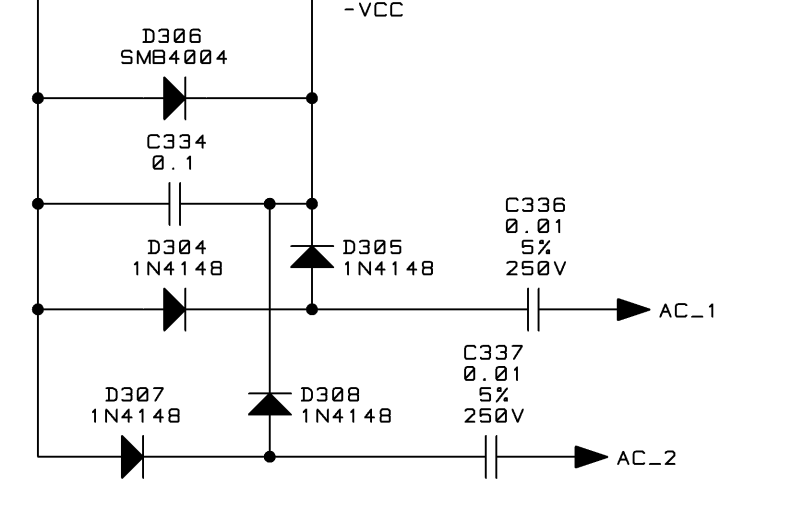 -VCC
D306
SMB4004
C334
0.1
D304
1N4148
D305
1N4148
C336
0.01
5%
250V
AC_1
D307
1N4148
D308
1N4148
C337
0.01
5%
250V
AC_2